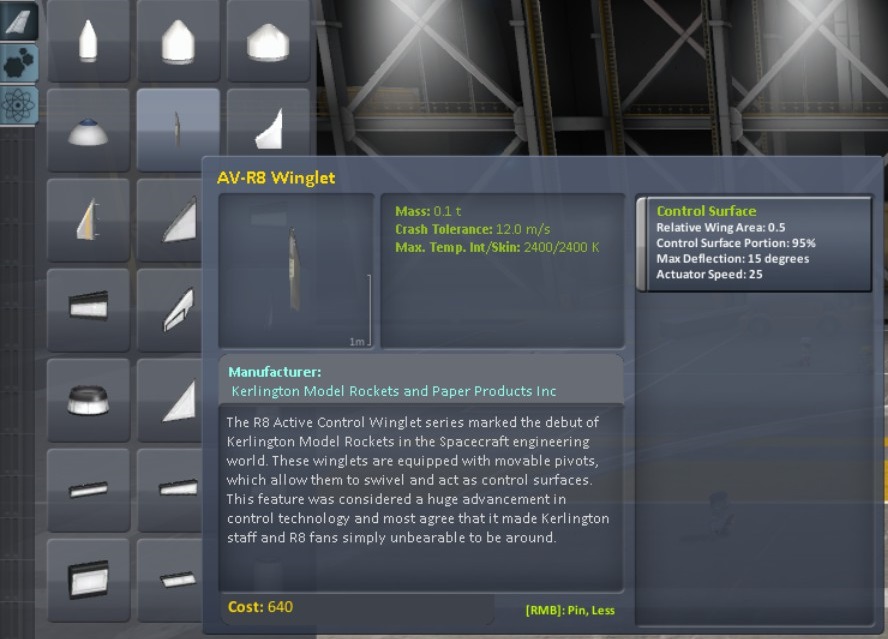 AV-R8 Winglet
1m
Mass: 0.1 t
Crash Tolerance: 12.0 m/s
Max. Temp. Int/Skin: 2400/2400 K
Control Surface
Relative Wing Area: 0.5
Control Surface Portion: 95%
Max Deflection: 15 degrees
Actuator Speed: 25
Manufacturer:
Kerlington Model Rockets and Paper Products Inc
The R8 Active Control Winglet series marked the debut of
Kerlington Model Rockets in the Spacecraft engineering
world. These winglets are equipped with movable pivots,
which allow them to swivel and act as control surfaces.
This feature was considered a huge advancement in
control technology and most agree that it made Kerlington
staff and R8 fans simply unbearable to be around.
Cost: 640
[RMB]: Pin, Less